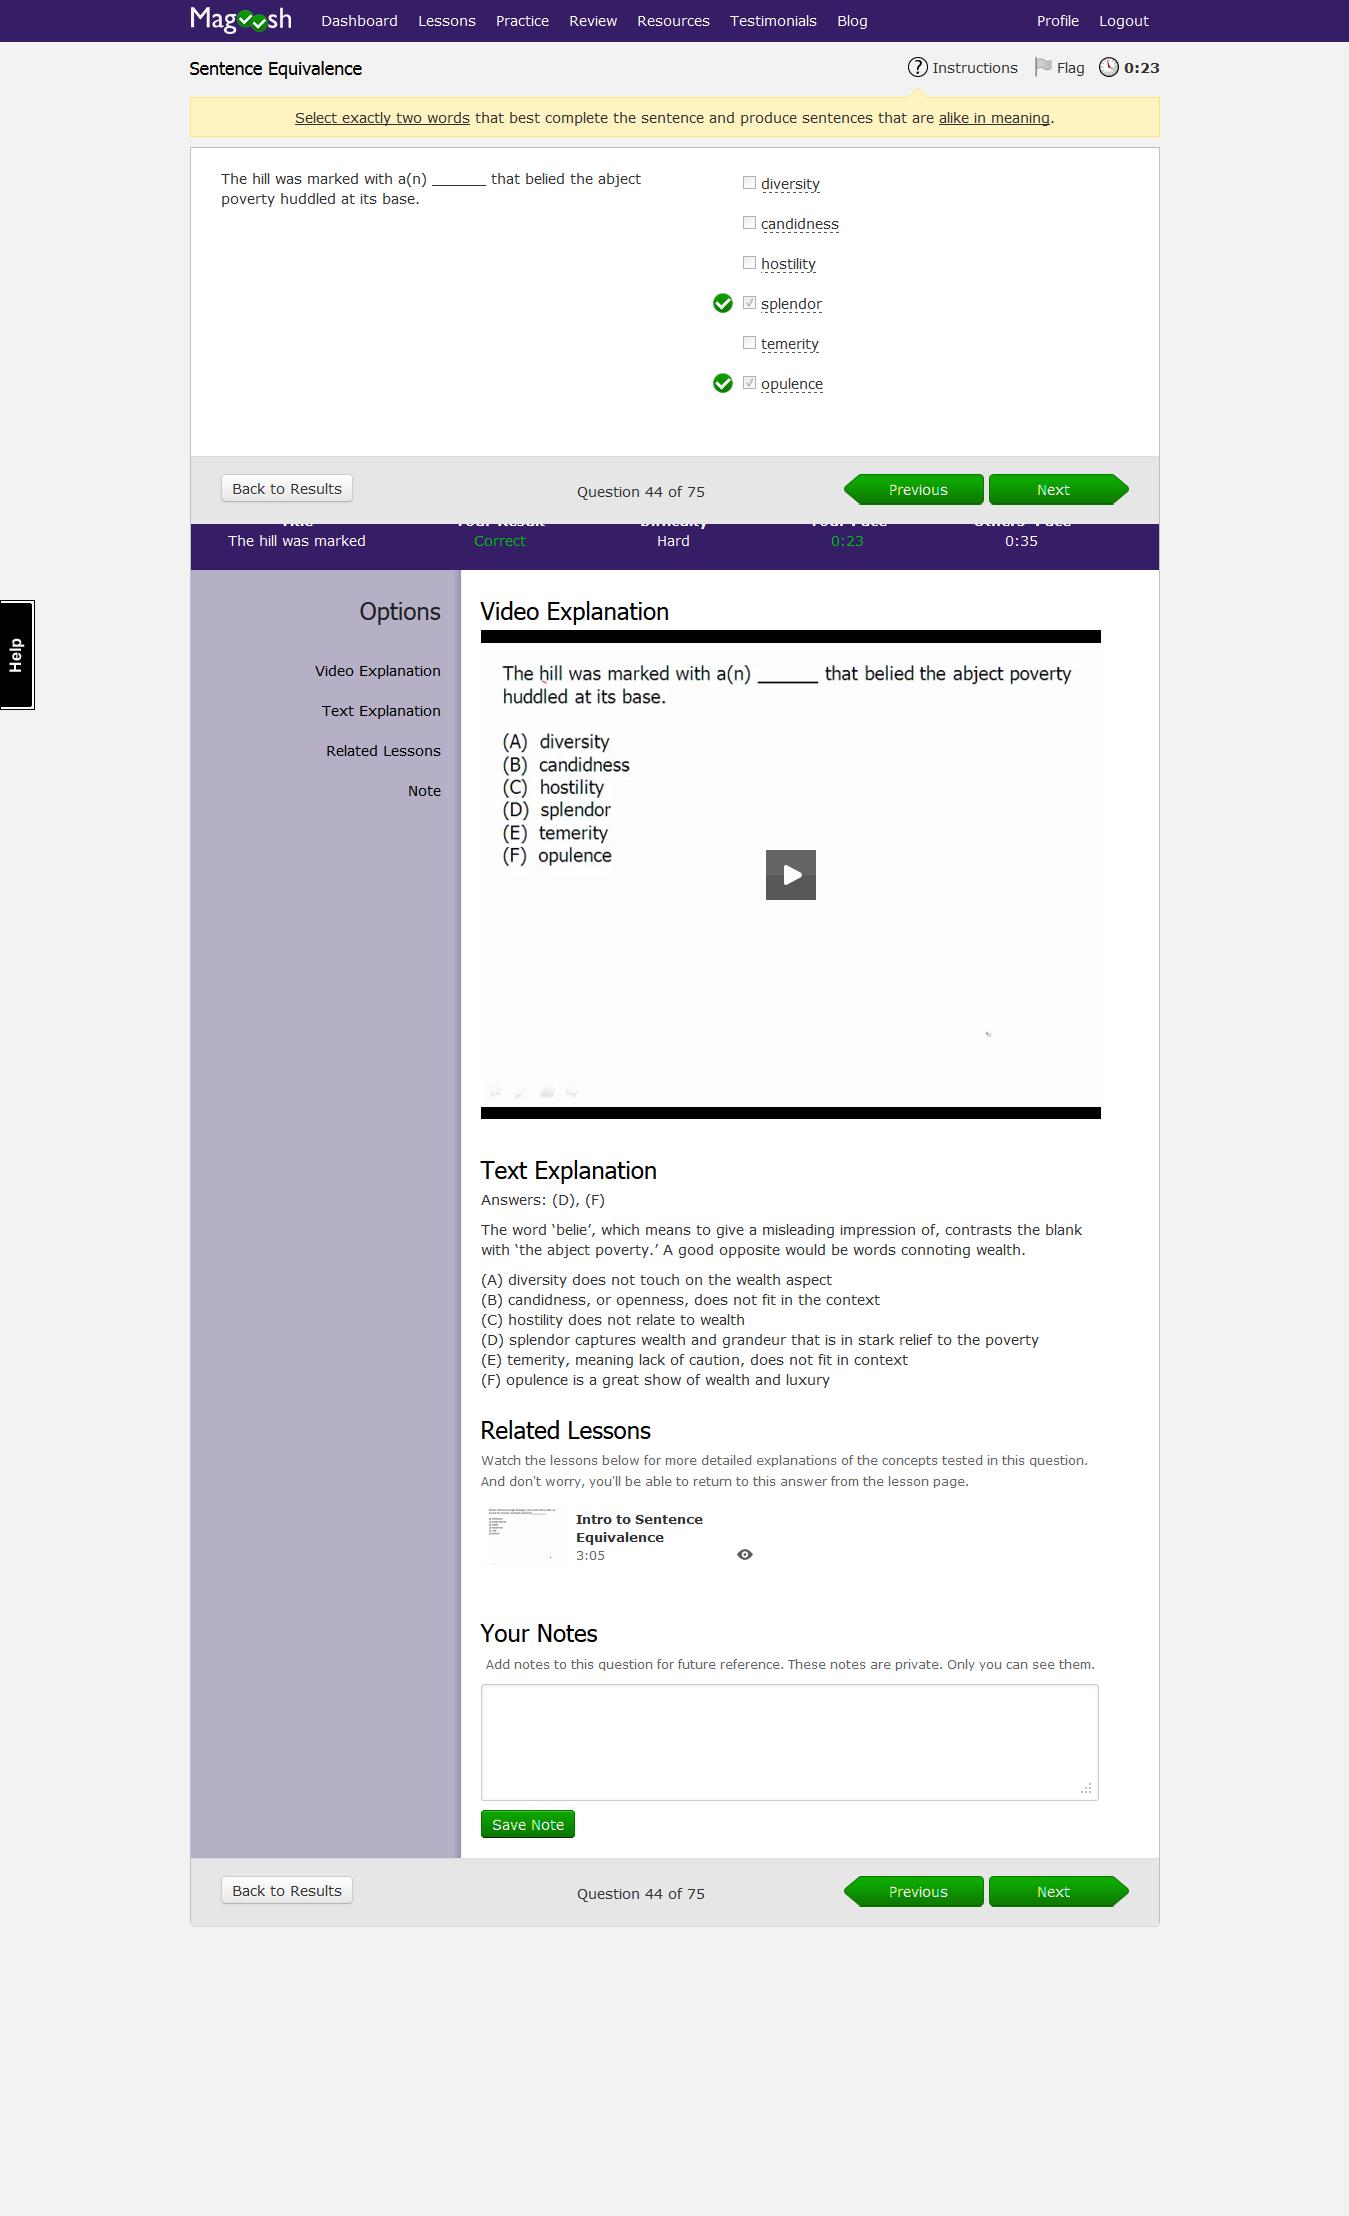 Magoosh Dashboard Lessons Practice Review Resources Testimonials Blog Profile Logout
Sentence Equivalence
? Instructions Flag 0:23
Select exactly two words that best complete the sentence and produce sentences that are alike in meaning.
The hill was marked with a(n) _______ that belied the abject
poverty huddled at its base.
diversity
candidness
hostility
splendor
temerity
opulence
Back to Results Question 44 of 75 Previous Next
Title Your Result Difficulty Your Pace Others' Pace
The hill was marked Correct Hard 0:23 0:35
Help
Options
Video Explanation
Text Explanation
Related Lessons
Note
Video Explanation
The hill was marked with a(n) ______ that belied the abject poverty
huddled at its base.
(A) diversity
(B) candidness
(C) hostility
(D) splendor
(E) temerity
(F) opulence
Text Explanation
Answers: (D), (F)
The word ‘belie’, which means to give a misleading impression of, contrasts the blank
with ‘the abject poverty.’ A good opposite would be words connoting wealth.
(A) diversity does not touch on the wealth aspect
(B) candidness, or openness, does not fit in the context
(C) hostility does not relate to wealth
(D) splendor captures wealth and grandeur that is in stark relief to the poverty
(E) temerity, meaning lack of caution, does not fit in context
(F) opulence is a great show of wealth and luxury
Related Lessons
Watch the lessons below for more detailed explanations of the concepts tested in this question.
And don't worry, you'll be able to return to this answer from the lesson page.
Intro to Sentence
Equivalence
3:05
Your Notes
Add notes to this question for future reference. These notes are private. Only you can see them.
Save Note
Back to Results Question 44 of 75 Previous Next